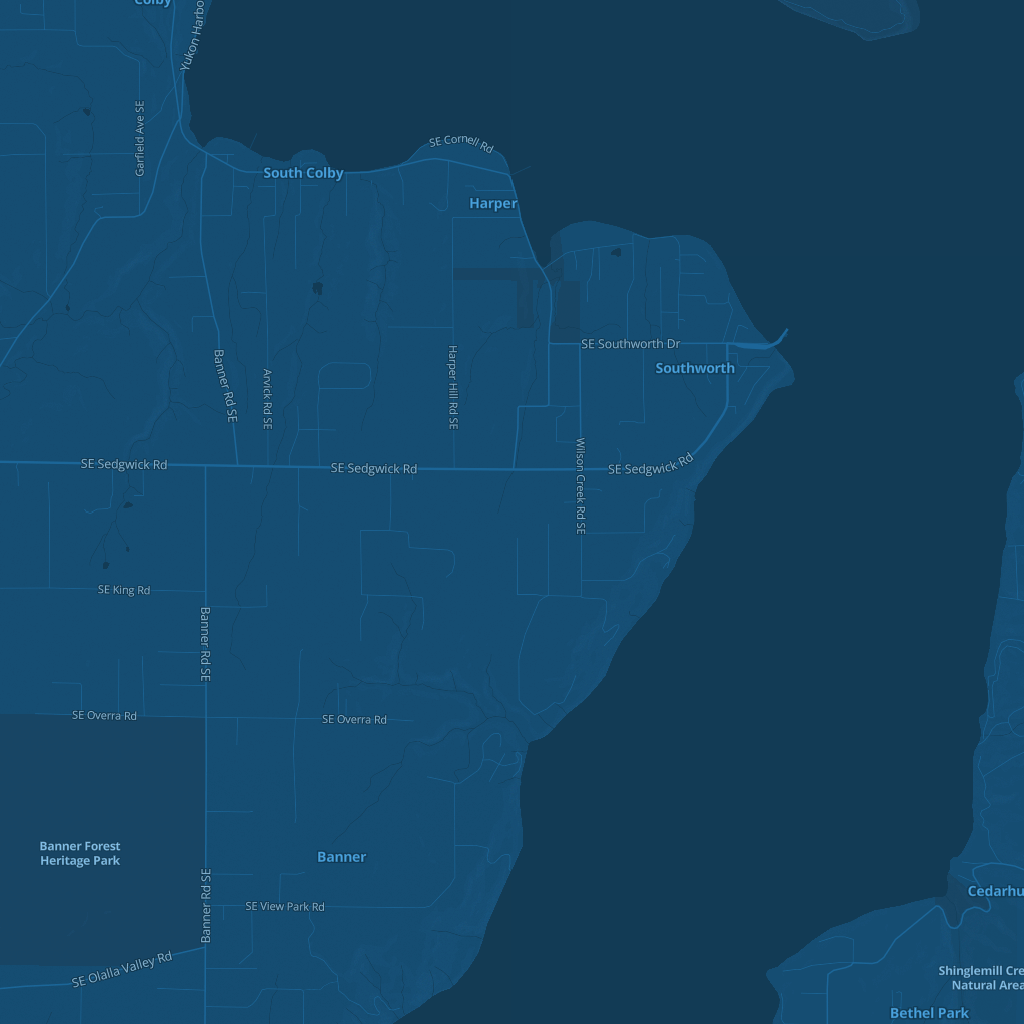 Colby
Yukon Harbo
Garfield Ave SE
SE Cornell Rd
South Colby
Harper
SE Southworth Dr
Southworth
Banner Rd SE
Arvick Rd SE
Harper Hill Rd SE
SE Sedgwick Rd
SE Sedgwick Rd
SE Sedgwick Rd
Wilson Creek Rd SE
SE King Rd
Banner Rd SE
SE Overra Rd
SE Overra Rd
Banner Forest
Heritage Park
Banner
Banner Rd SE
SE View Park Rd
Cedarhu
SE Olalla Valley Rd
Shinglemill Cre
Natural Area
Bethel Park